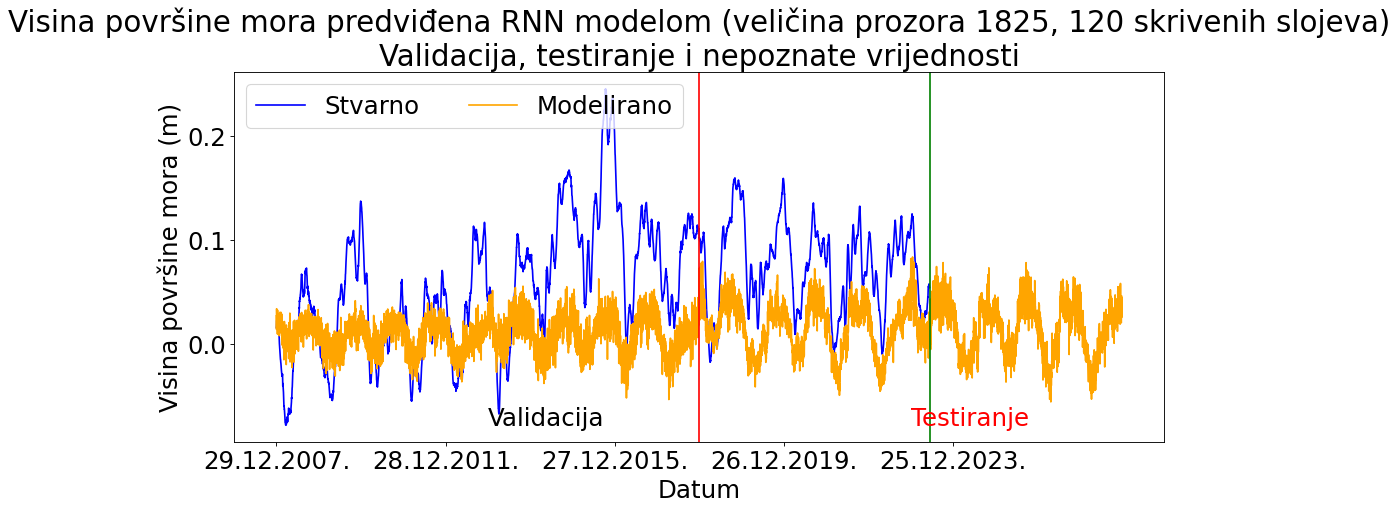 Visina površine mora predviđena RNN modelom (veličina prozora 1825, 120 skrivenih slojeva)
Validacija, testiranje i nepoznate vrijednosti
Stvarno Modelirano
Visina površine mora (m)
0.2
0.1
0.0
Validacija
Testiranje
29.12.2007. 28.12.2011. 27.12.2015. 26.12.2019. 25.12.2023.
Datum